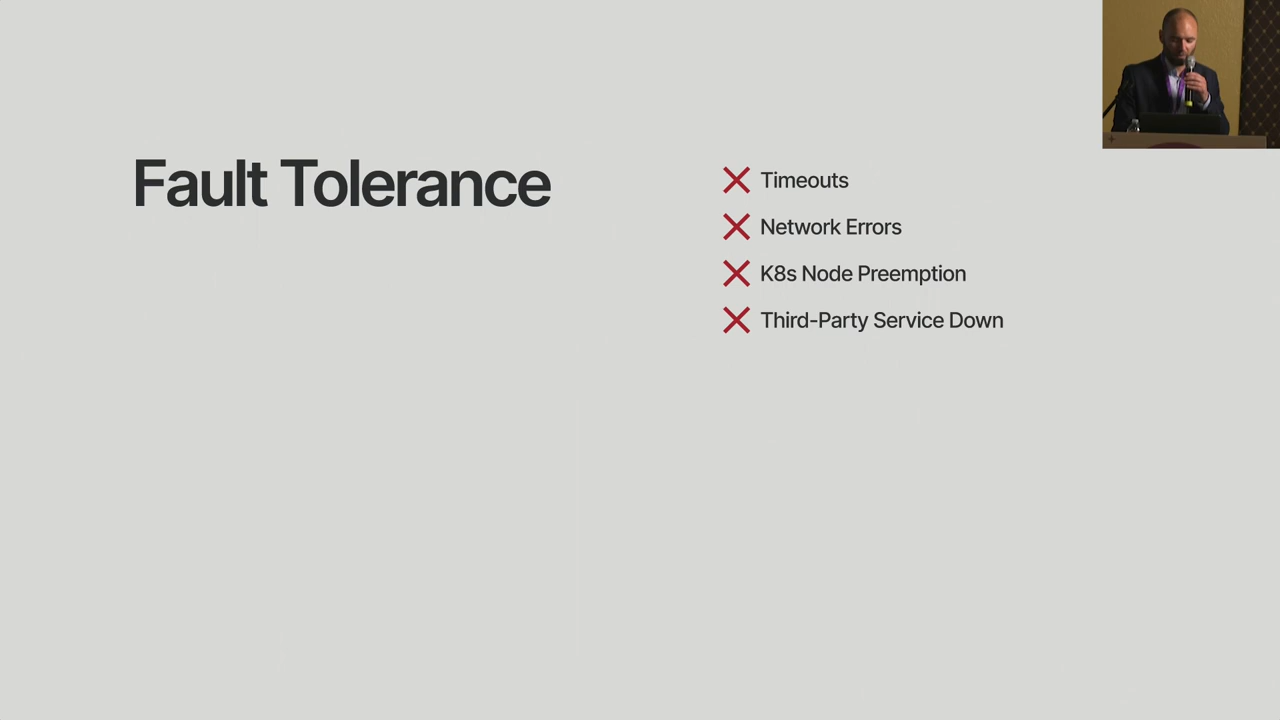 Fault Tolerance
Timeouts
Network Errors
K8s Node Preemption
Third-Party Service Down